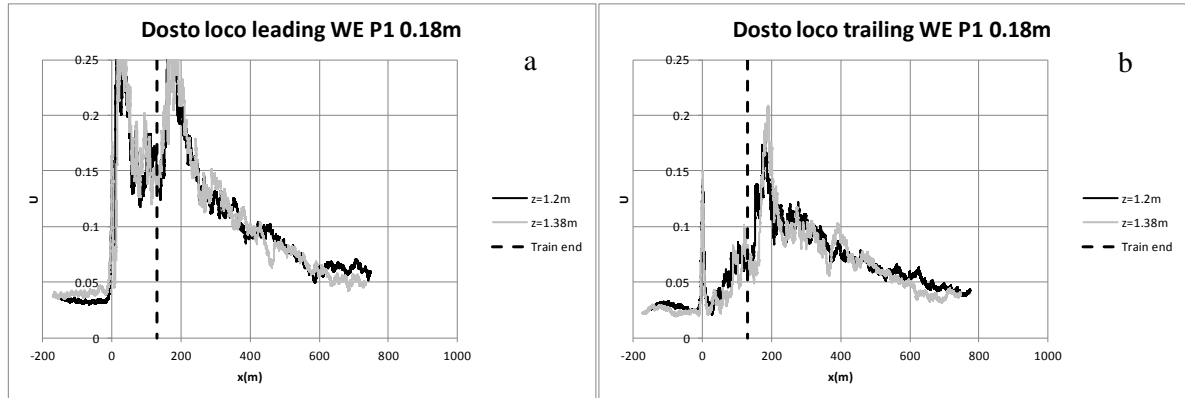 Dosto loco leading WE P1 0.18m
a
0.25
0.2
0.15
0.1
0.05
0
U
-200 0 200 400 600 800 1000
x(m)
z=1.2m
z=1.38m
Train end
Dosto loco trailing WE P1 0.18m
b
0.25
0.2
0.15
0.1
0.05
0
U
-200 0 200 400 600 800 1000
x(m)
z=1.2m
z=1.38m
Train end